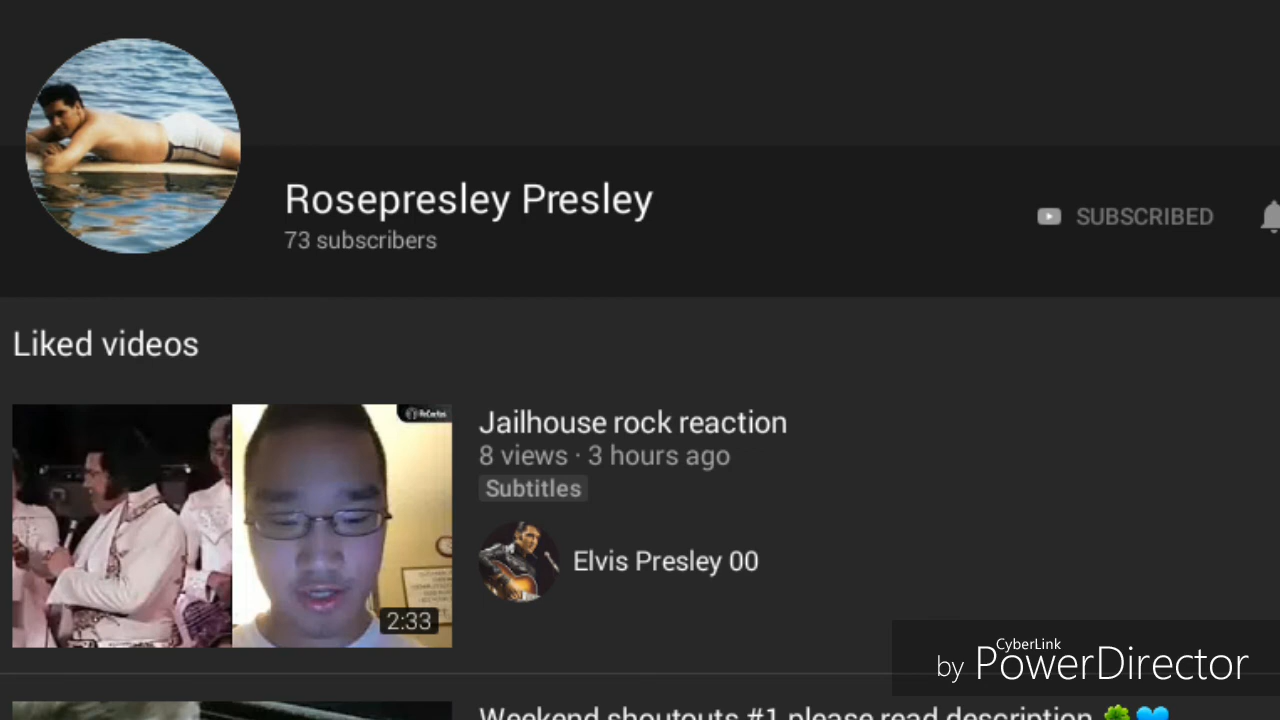 Rosepresley Presley
73 subscribers
SUBSCRIBED
Liked videos
Jailhouse rock reaction
8 views · 3 hours ago
Subtitles
Elvis Presley 00
2:33
CyberLink
by PowerDirector
Weekend shoutouts #1 please read description 🍀💙